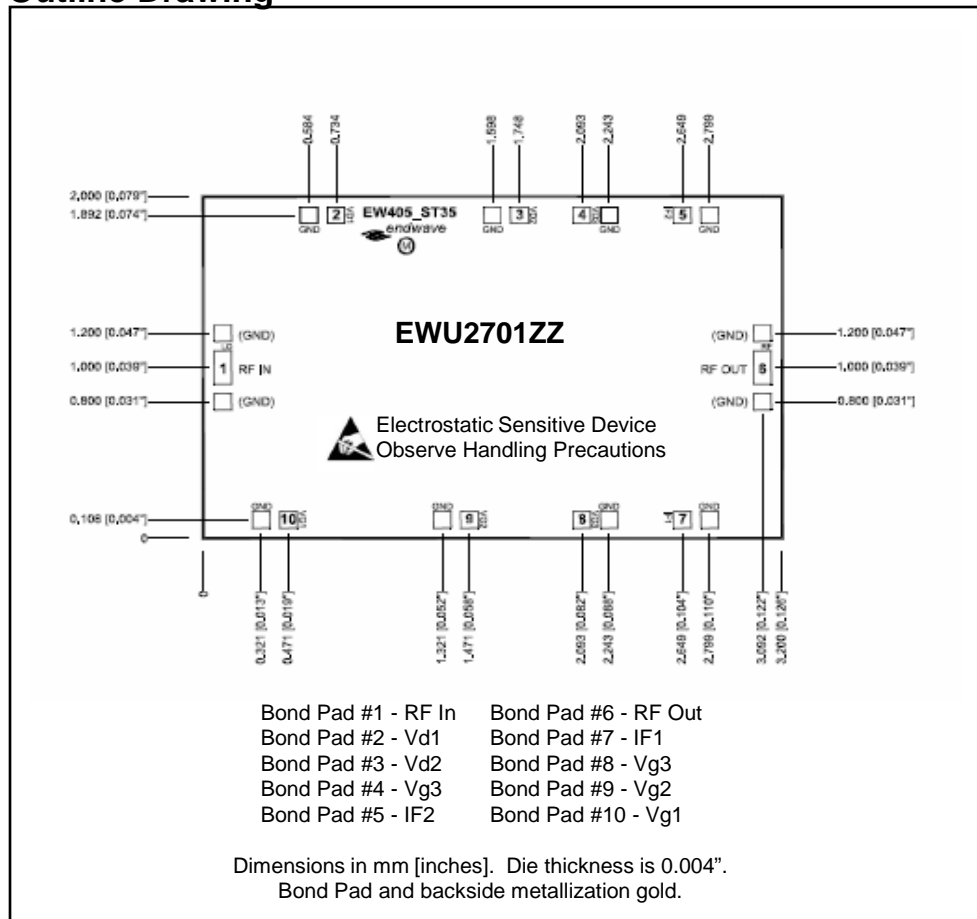 Outline Drawing
0.584
0.734
1.598
1.748
2.093
2.243
2.649
2.799
2.000 [0.079"]
1.892 [0.074"]
2
VD1
EW405_ST35
3
VD2
4
5
GND
GND
GND
GND
endwave
M
1.200 [0.047"]
(GND)
EWU2701ZZ
(GND)
1.200 [0.047"]
LO
RF
1.000 [0.039"]
1
RF IN
RF OUT
6
1.000 [0.039"]
0.800 [0.031"]
(GND)
(GND)
0.800 [0.031"]
Electrostatic Sensitive Device
Observe Handling Precautions
GND
GND
GND
GND
0.108 [0.004"]
10
VG1
9
VG2
8
VG3
7
0
0
0.321 [0.013"]
0.471 [0.019"]
1.321 [0.052"]
1.471 [0.058"]
2.093 [0.082"]
2.243 [0.088"]
2.649 [0.104"]
2.799 [0.110"]
3.092 [0.122"]
3.200 [0.126"]
Bond Pad #1 - RF In Bond Pad #6 - RF Out
Bond Pad #2 - Vd1 Bond Pad #7 - IF1
Bond Pad #3 - Vd2 Bond Pad #8 - Vg3
Bond Pad #4 - Vg3 Bond Pad #9 - Vg2
Bond Pad #5 - IF2 Bond Pad #10 - Vg1
Dimensions in mm [inches]. Die thickness is 0.004”.
Bond Pad and backside metallization gold.